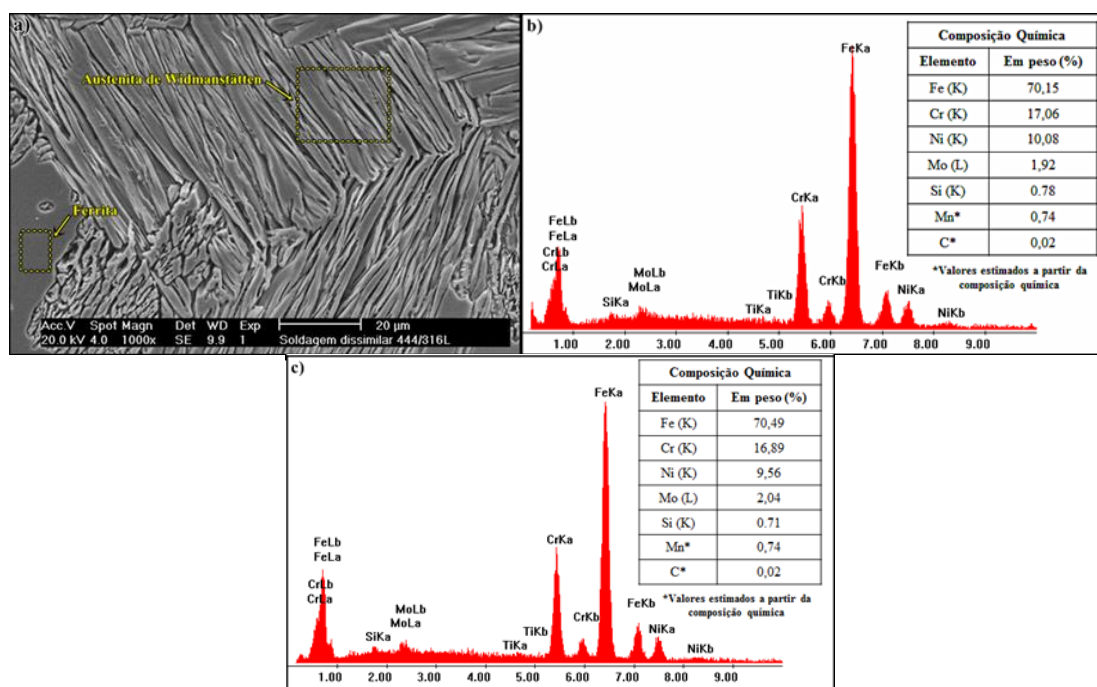 a)
Austenita de Widmanstätten
Ferrita
Acc.V Spot Magn Det WD Exp 20 µm
20.0 kV 4.0 1000x SE 9.9 1 Soldagem dissimilar 444/316L
b)
FeKa
CrKa
FeLb
FeLa
CrLb
CrLa
SiKa
MoLb
MoLa
TiKa
TiKb
CrKb
FeKb
NiKa
NiKb
1.00 2.00 3.00 4.00 5.00 6.00 7.00 8.00 9.00
Composição Química
Elemento Em peso (%)
Fe (K) 70,15
Cr (K) 17,06
Ni (K) 10,08
Mo (L) 1,92
Si (K) 0.78
Mn* 0,74
C* 0,02
*Valores estimados a partir da
composição química
c)
FeKa
CrKa
FeLb
FeLa
CrLb
CrLa
SiKa
MoLb
MoLa
TiKa
TiKb
CrKb
FeKb
NiKa
NiKb
1.00 2.00 3.00 4.00 5.00 6.00 7.00 8.00 9.00
Composição Química
Elemento Em peso (%)
Fe (K) 70,49
Cr (K) 16,89
Ni (K) 9,56
Mo (L) 2,04
Si (K) 0.71
Mn* 0,74
C* 0,02
*Valores estimados a partir da
composição química